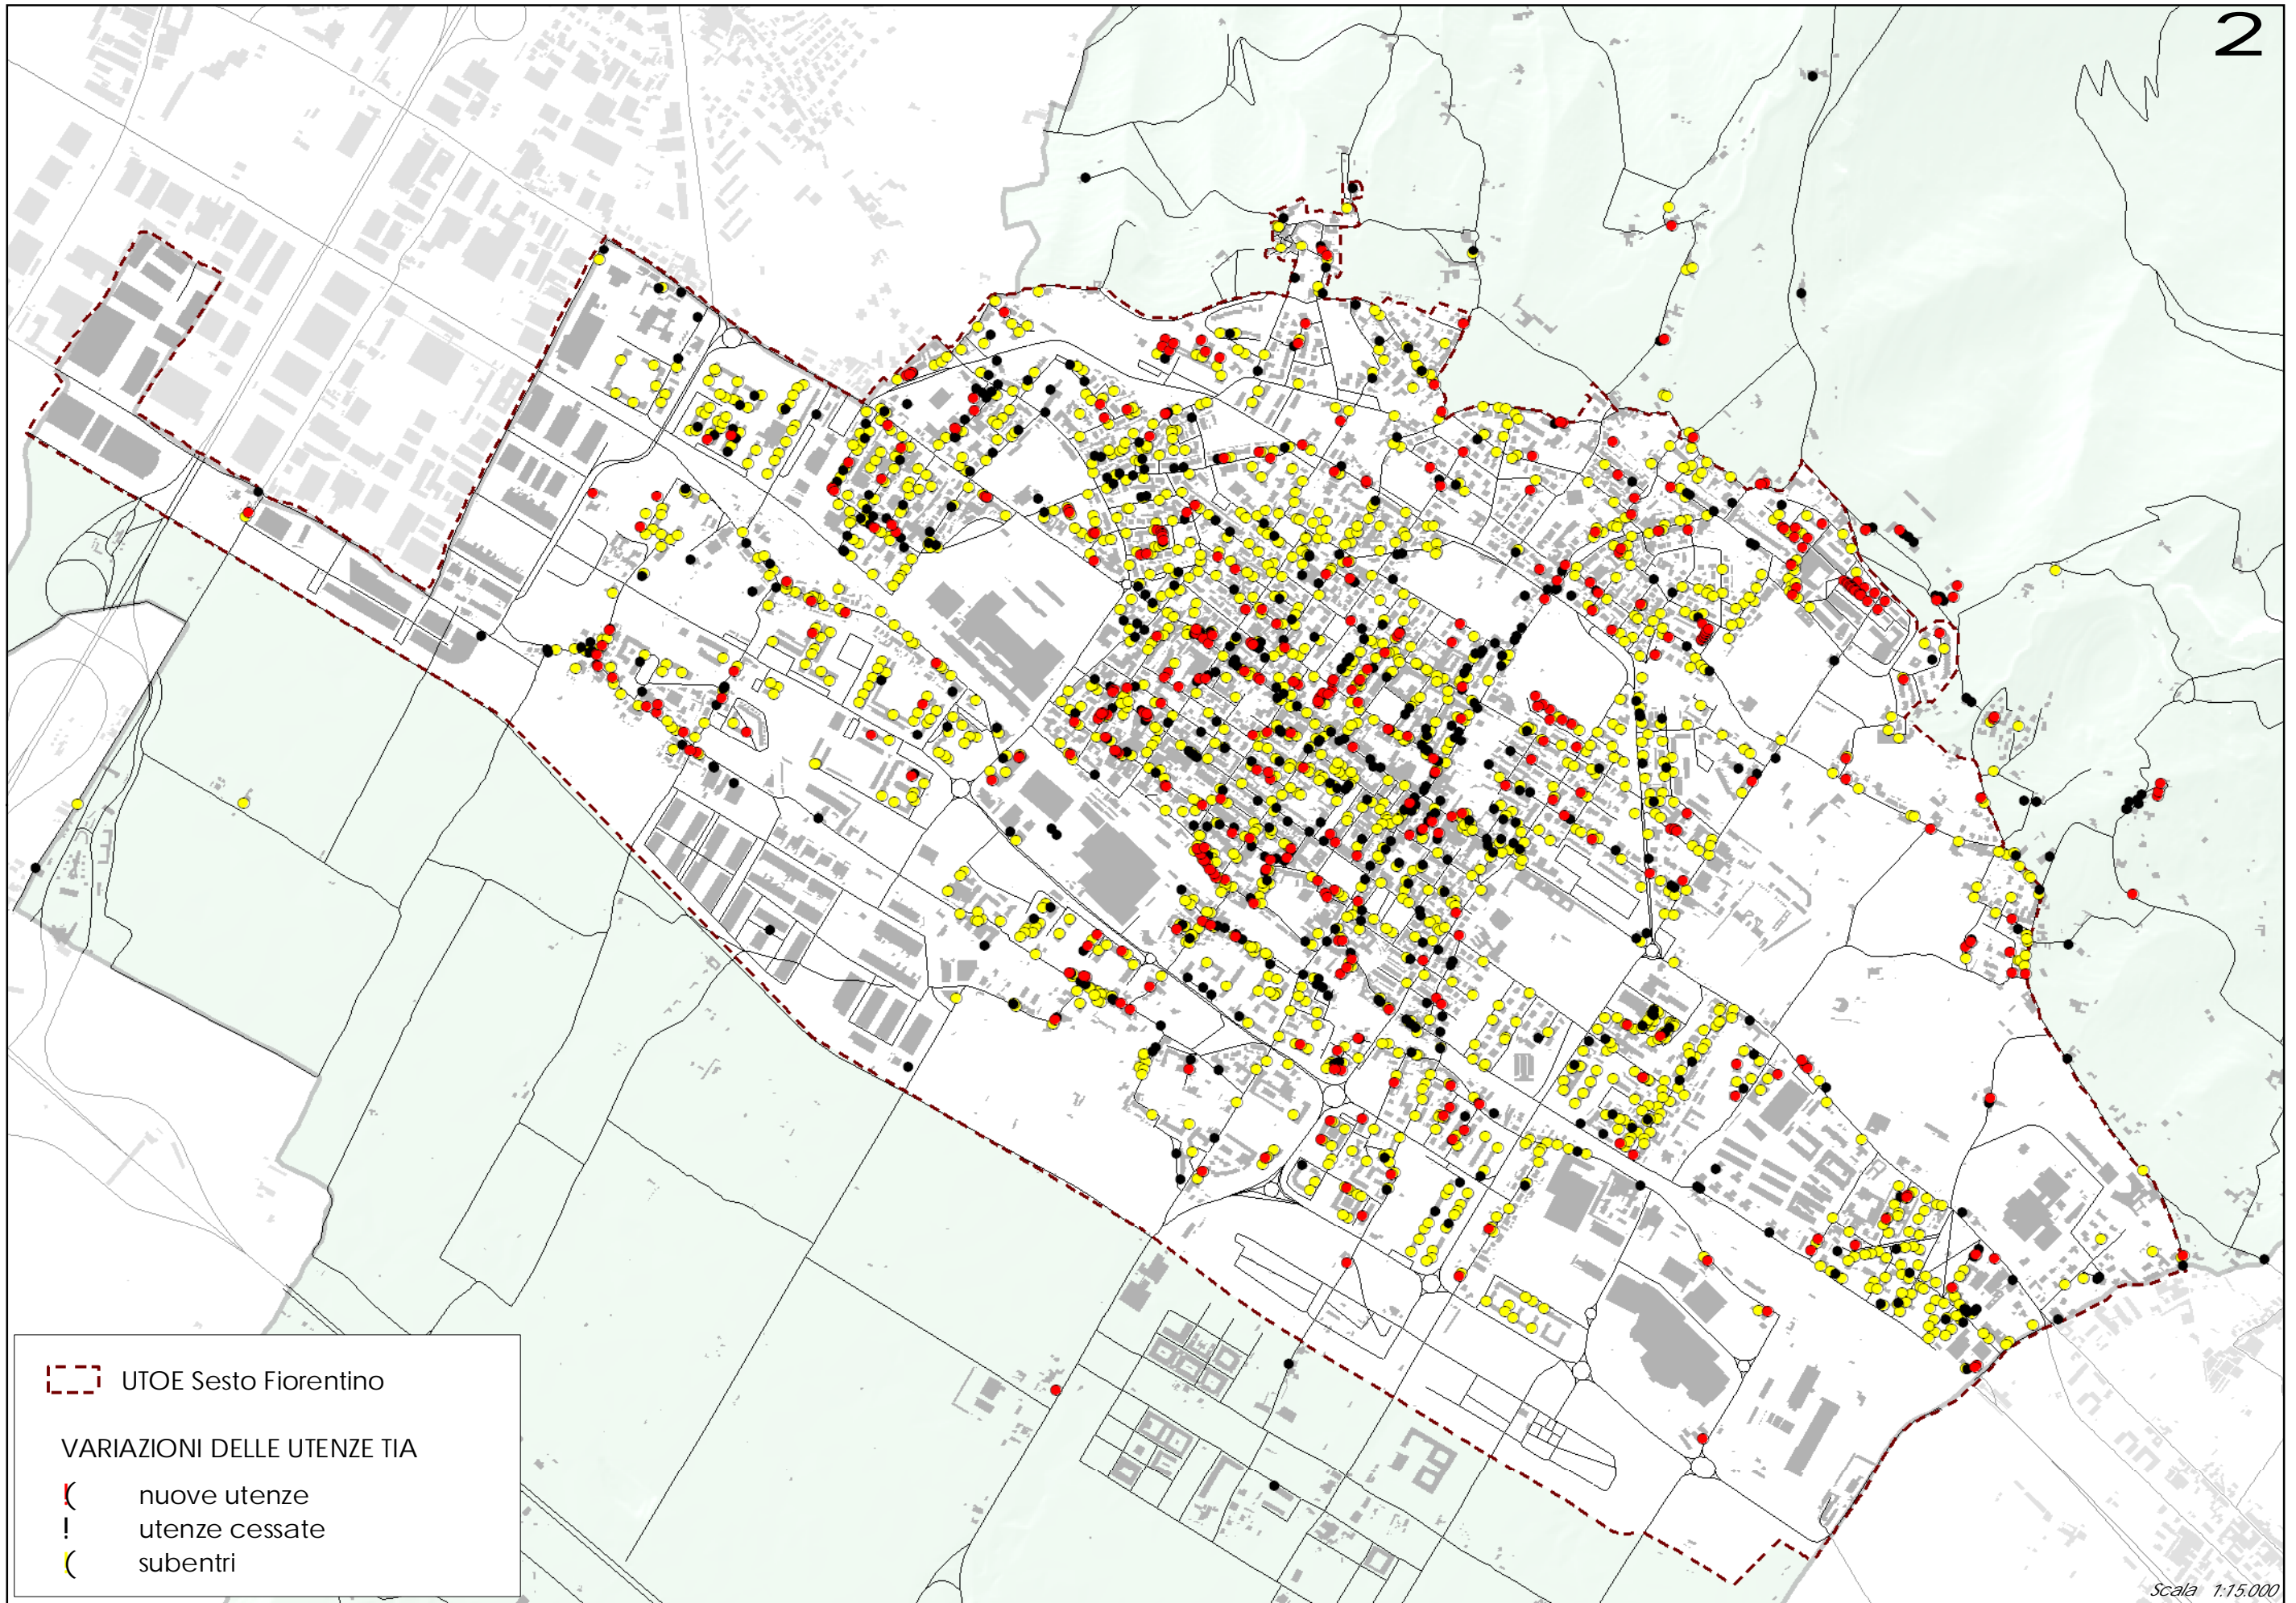 2
UTOE Sesto Fiorentino
VARIAZIONI DELLE UTENZE TIA
!( nuove utenze
! utenze cessate
( subentri
Scala 1:15.000